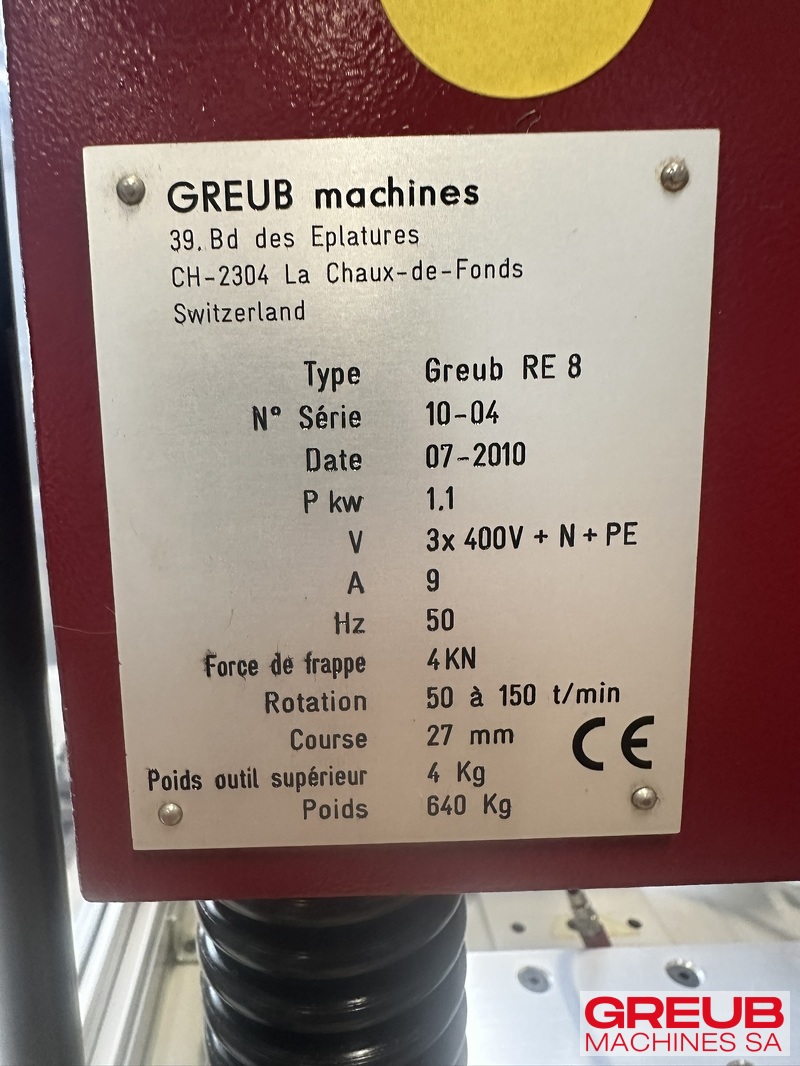 GREUB machines
39. Bd des Eplatures
CH-2304 La Chaux-de-Fonds
Switzerland
Type Greub RE 8
N° Série 10-04
Date 07-2010
P kw 1.1
V 3x 400V + N + PE
A 9
Hz 50
Force de frappe 4 KN
Rotation 50 à 150 t/min
Course 27 mm
CE
Poids outil supérieur 4 Kg
Poids 640 Kg
GREUB
MACHINES SA